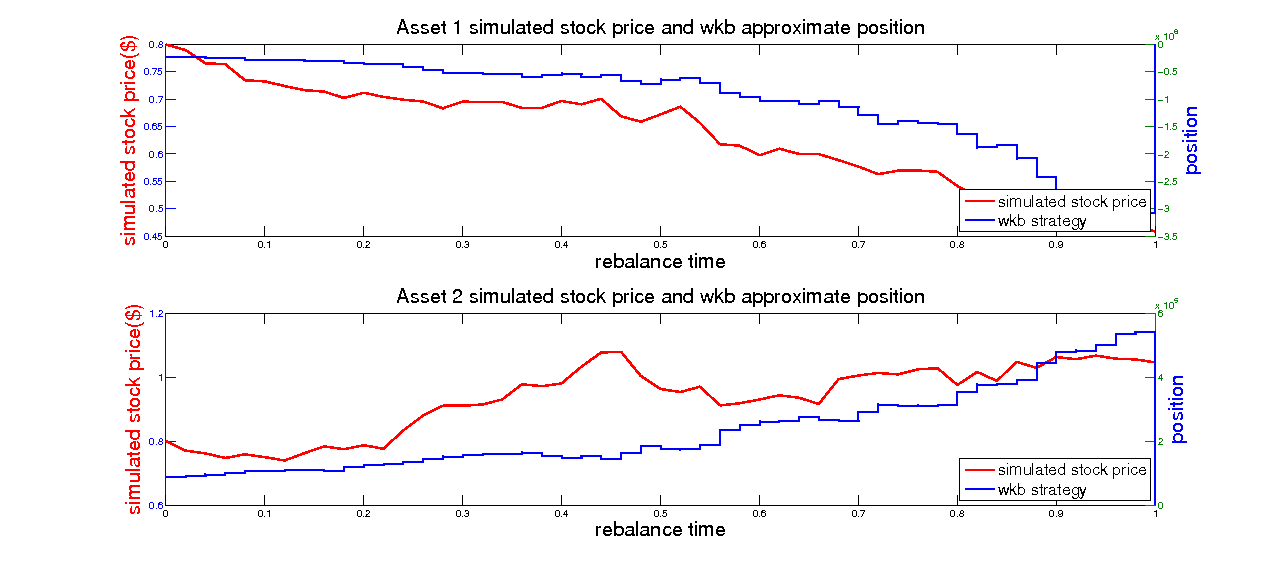 Asset 1 simulated stock price and wkb approximate position
simulated stock price($)
0.8
0.75
0.7
0.65
0.6
0.55
0.5
0.45
0 0.1 0.2 0.3 0.4 0.5 0.6 0.7 0.8 0.9 1
rebalance time
0
-0.5
-1
-1.5
-2
-2.5
-3
-3.5
position
simulated stock price
wkb strategy
Asset 2 simulated stock price and wkb approximate position
simulated stock price($)
1.2
1
0.8
0.6
0 0.1 0.2 0.3 0.4 0.5 0.6 0.7 0.8 0.9 1
rebalance time
6
4
2
0
position
simulated stock price
wkb strategy